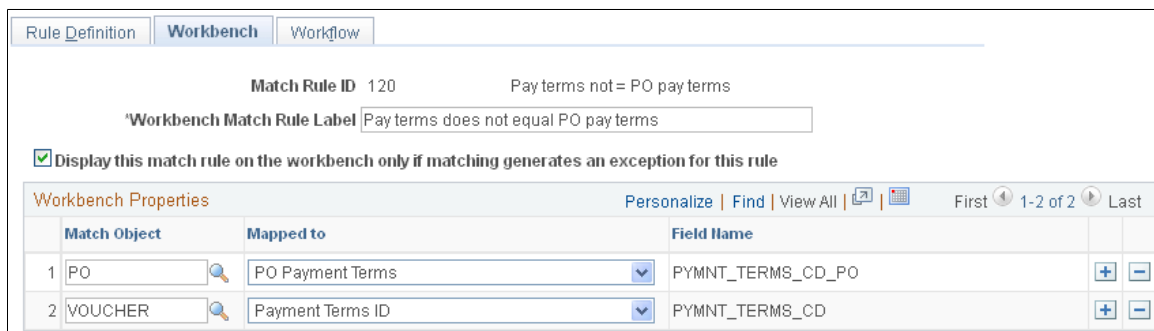 Rule Definition Workbench Workflow
Match Rule ID 120 Pay terms not = PO pay terms
*Workbench Match Rule Label Pay terms does not equal PO pay terms
Display this match rule on the workbench only if matching generates an exception for this rule
Workbench Properties Personalize | Find | View All | | First 1-2 of 2 Last
Match Object Mapped to Field Name
1 PO PO Payment Terms PYMNT_TERMS_CD_PO + -
2 VOUCHER Payment Terms ID PYMNT_TERMS_CD + -